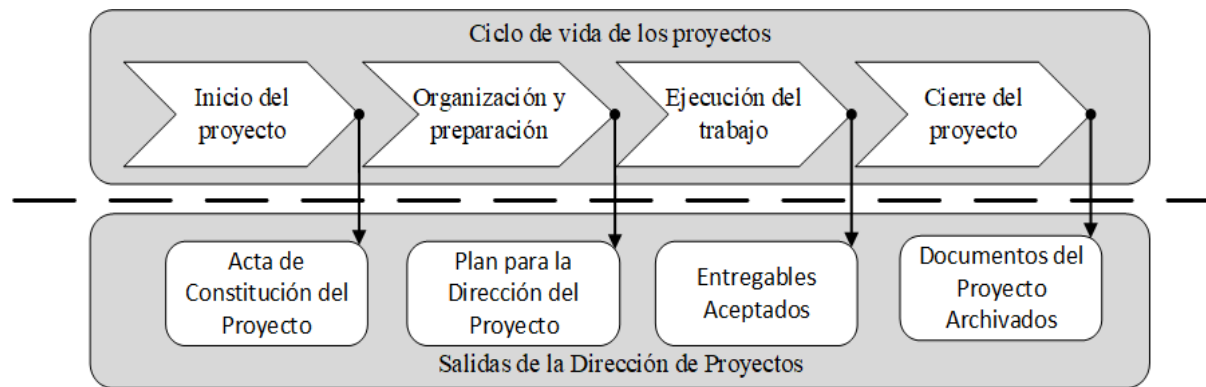 Ciclo de vida de los proyectos
Inicio del
proyecto
Organización y
preparación
Ejecución del
trabajo
Cierre del
proyecto
Acta de
Constitución del
Proyecto
Plan para la
Dirección del
Proyecto
Entregables
Aceptados
Documentos del
Proyecto
Archivados
Salidas de la Dirección de Proyectos